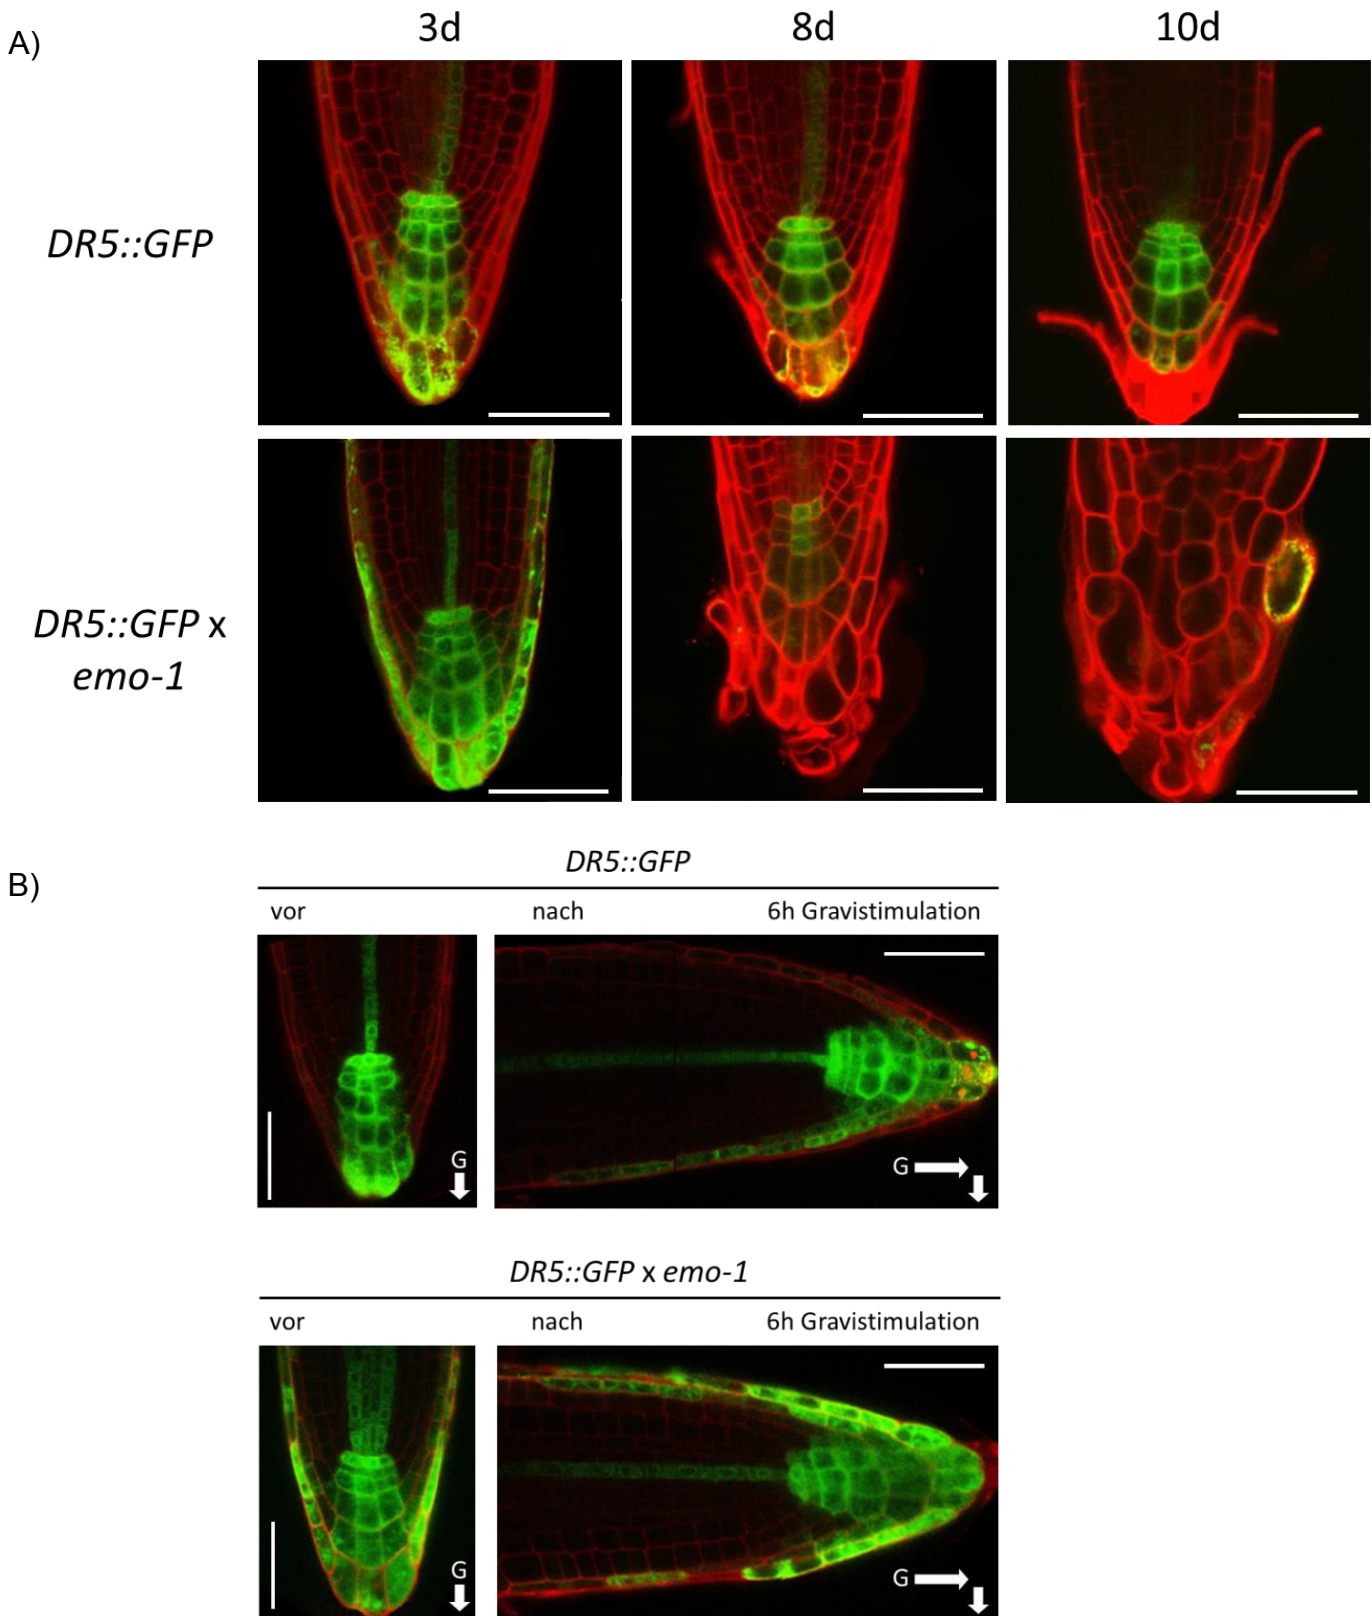 A)
3d
8d
10d
DR5::GFP
DR5::GFP x
emo-1
B)
DR5::GFP
vor
nach
6h Gravistimulation
G
G
DR5::GFP x emo-1
vor
nach
6h Gravistimulation
G
G